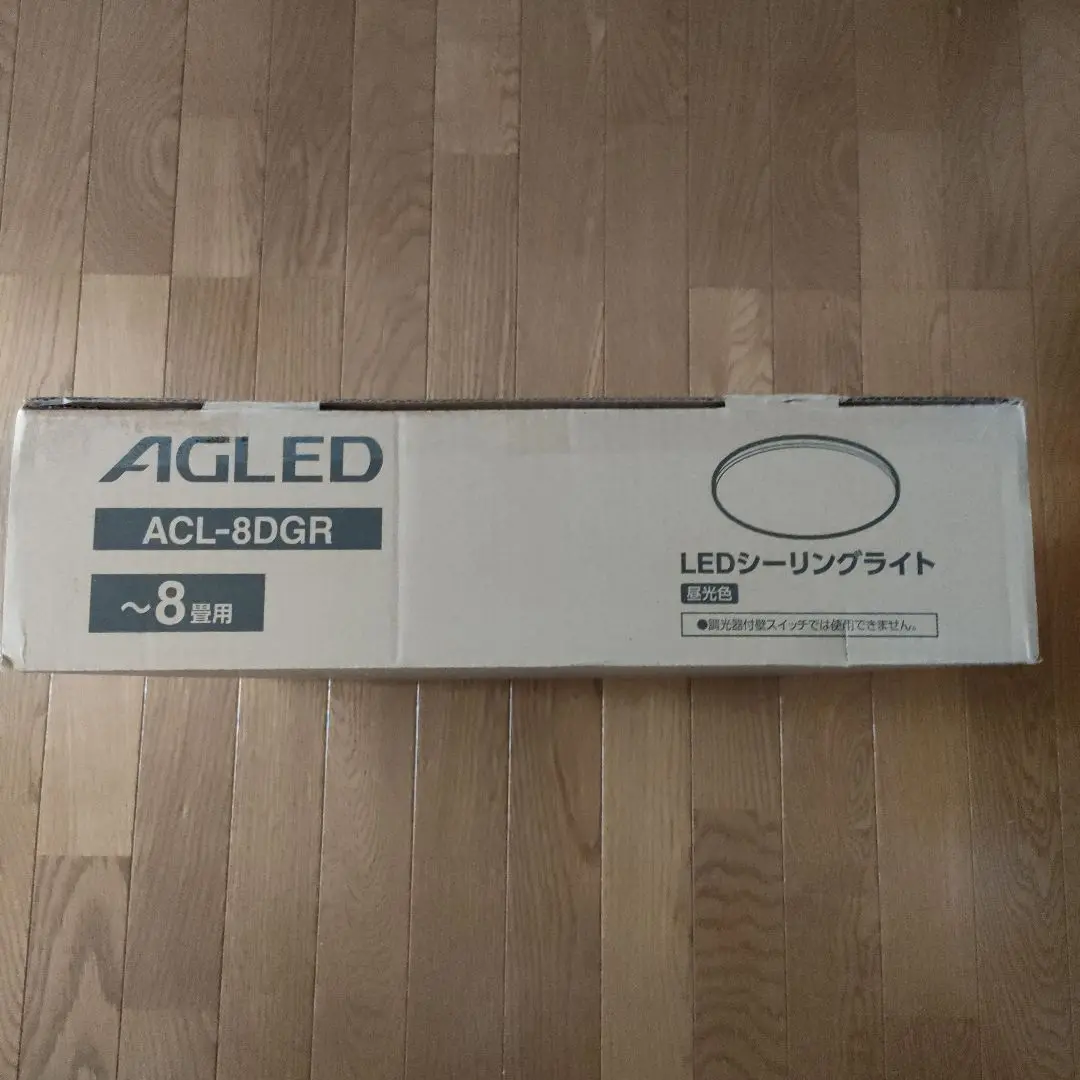 AGLED
ACL-8DGR
～8畳用
LEDシーリングライト
昼光色
●調光器付壁スイッチでは使用できません。